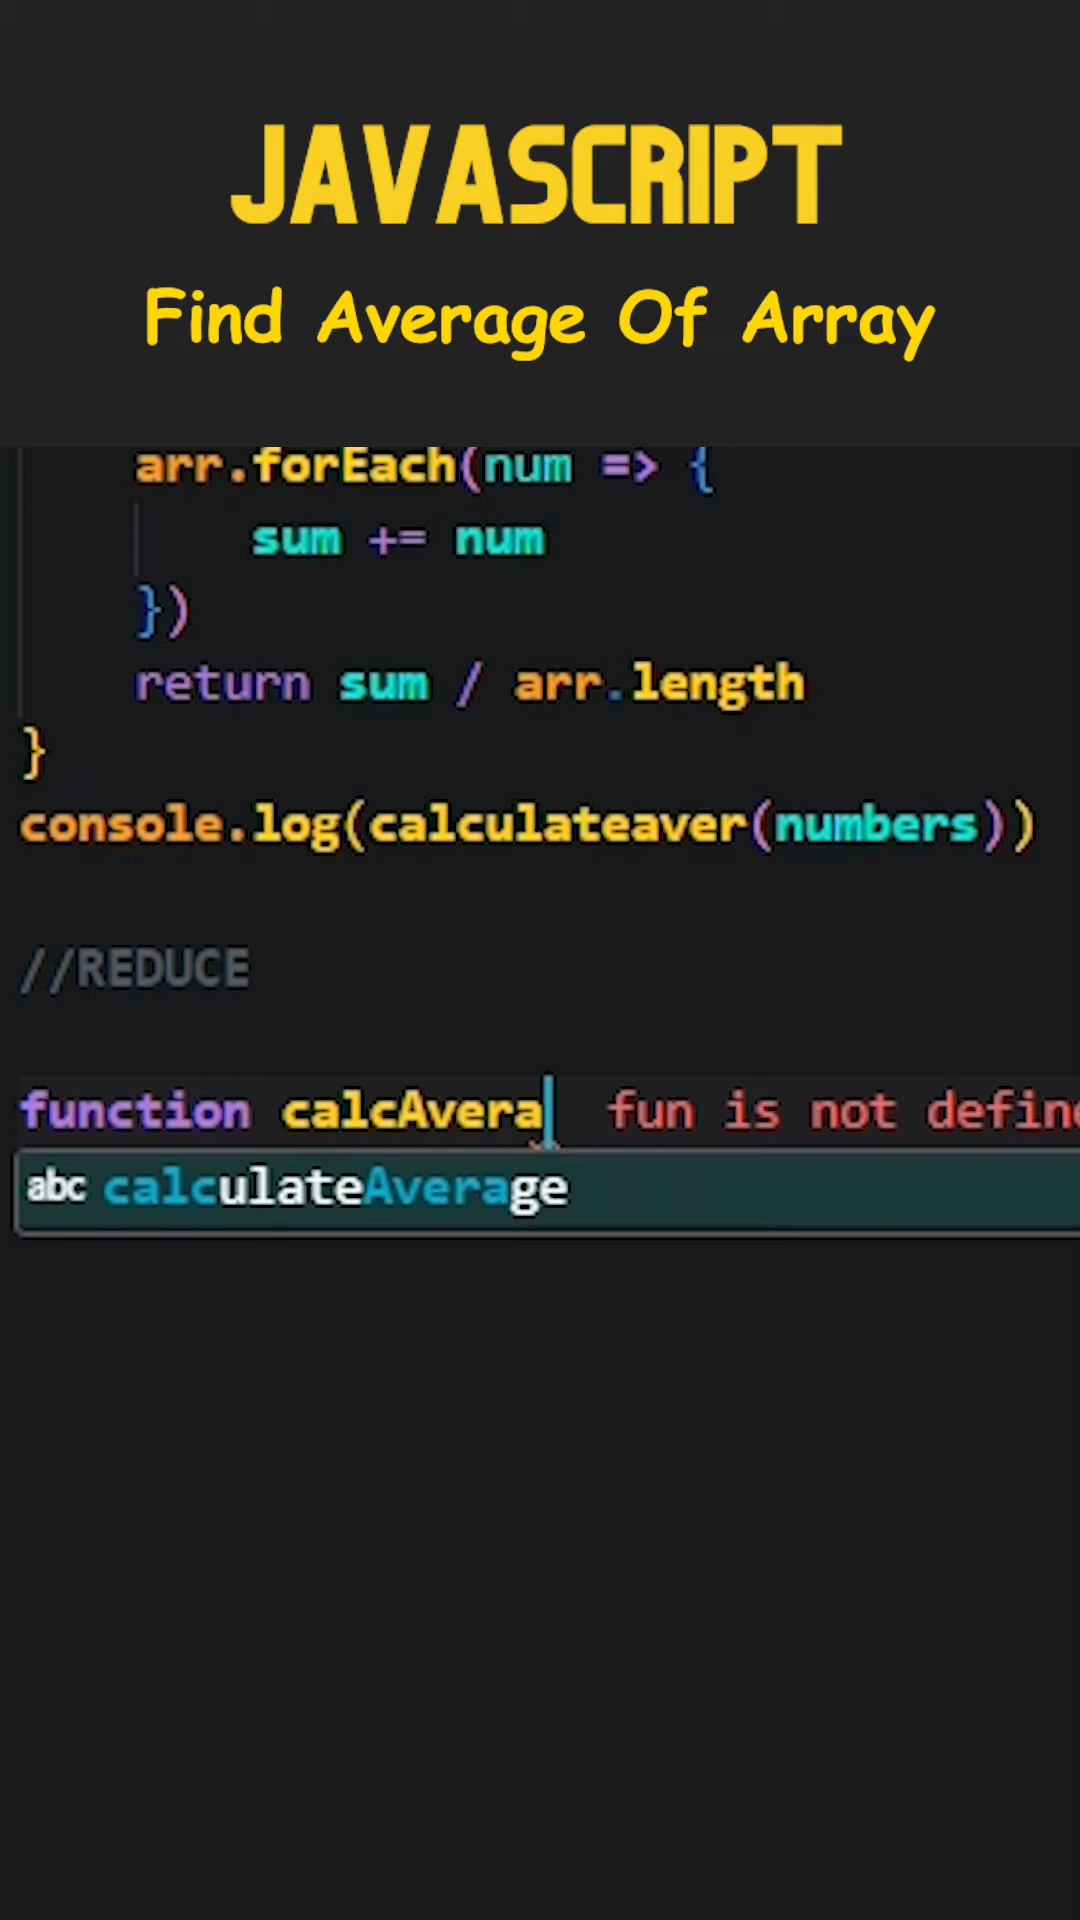 JAVASCRIPT
Find Average Of Array
arr.forEach(num => {
sum += num
})
return sum / arr.length
}
console.log(calculateaver(numbers))
//REDUCE
function calcAvera fun is not define
abc calculateAverage